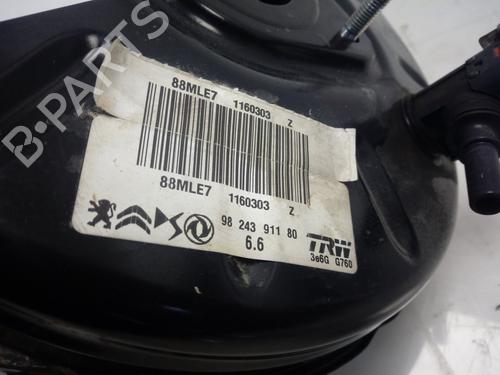 B-PARTS
88MLE7 1160303 Z
88MLE7 1160303 Z
98 243 911 80
6.6
TRW
3e6G G760